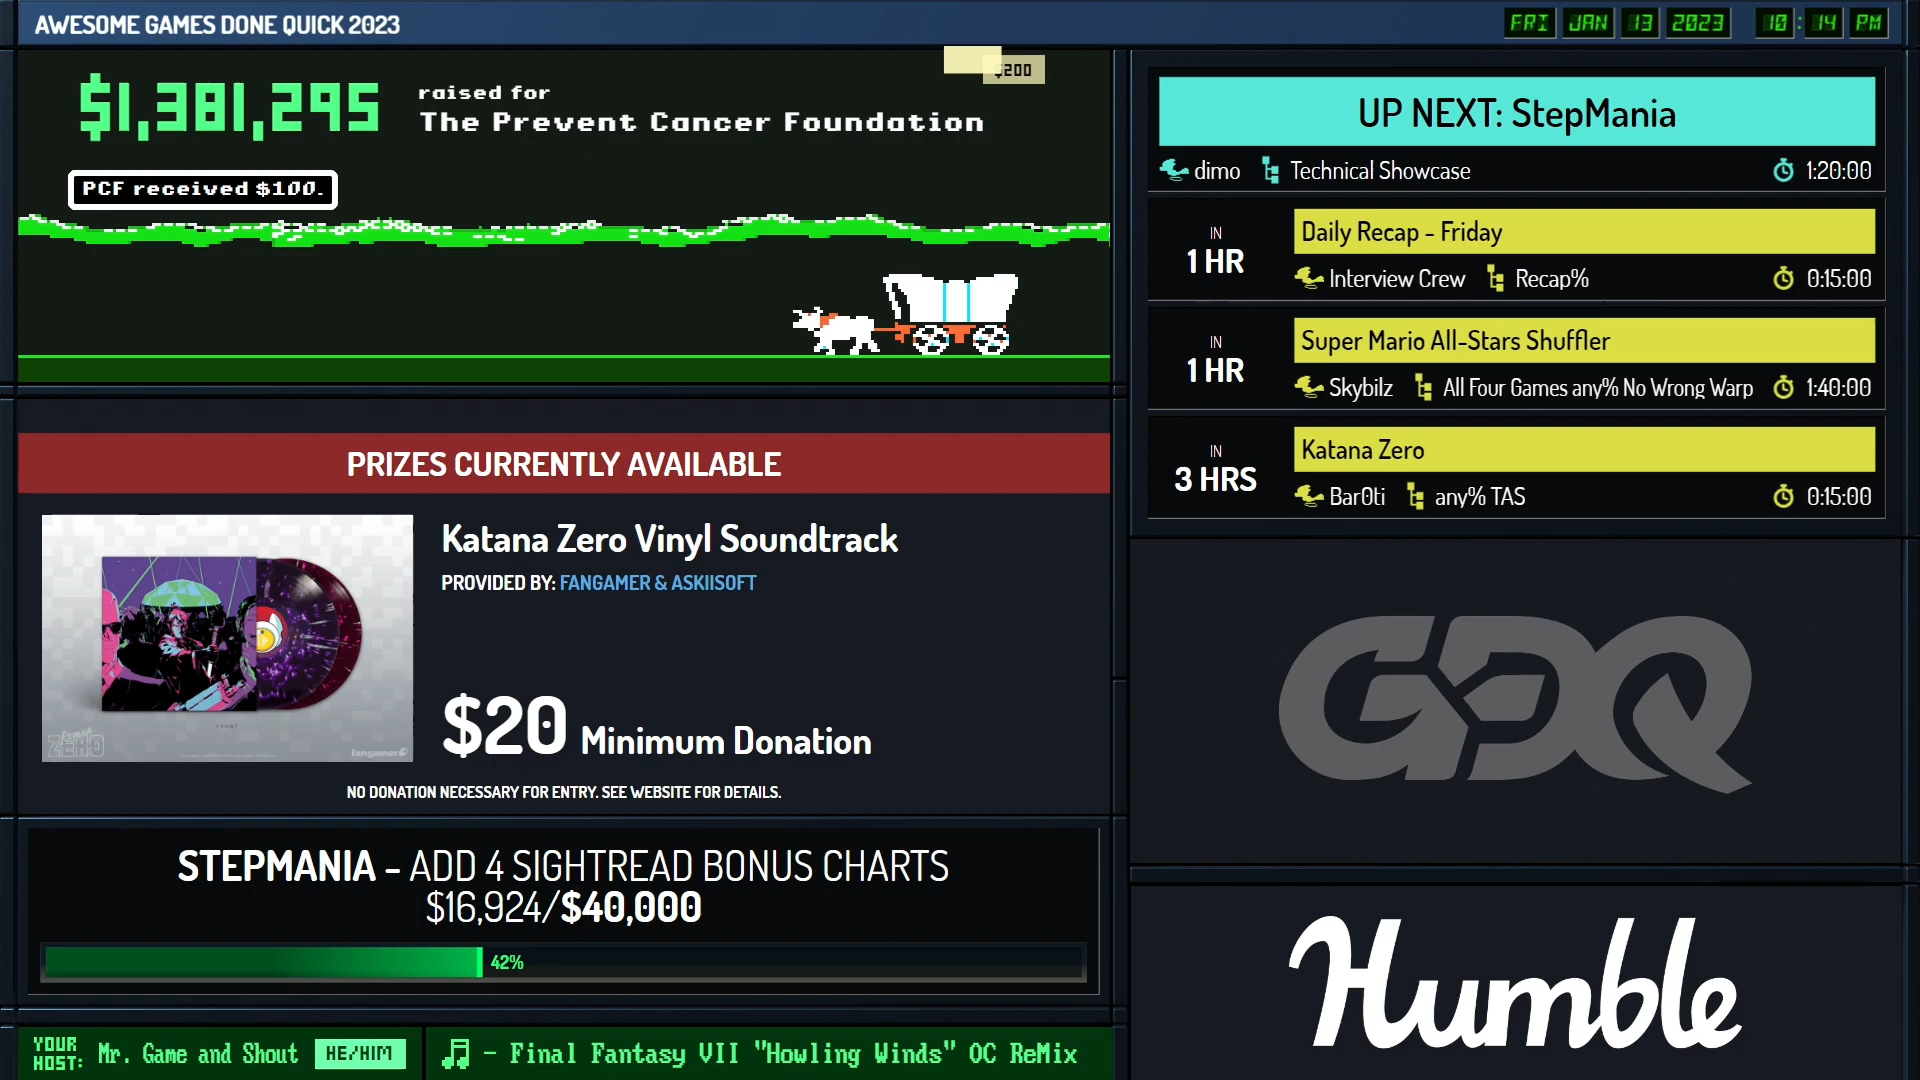 AWESOME GAMES DONE QUICK 2023
FRI JAN 13 2023 10:14 PM
$1,381,295
raised for
The Prevent Cancer Foundation
$200
PCF received $100.
PRIZES CURRENTLY AVAILABLE
Katana Zero Vinyl Soundtrack
PROVIDED BY: FANGAMER & ASKIISOFT
FRONT
ZERO
fangamer
$20 Minimum Donation
NO DONATION NECESSARY FOR ENTRY. SEE WEBSITE FOR DETAILS.
STEPMANIA - ADD 4 SIGHTREAD BONUS CHARTS
$16,924/$40,000
42%
YOUR HOST: Mr. Game and Shout HE/HIM
- Final Fantasy VII "Howling Winds" OC ReMix
UP NEXT: StepMania
dimo Technical Showcase 1:20:00
IN
1 HR
Daily Recap - Friday
Interview Crew Recap% 0:15:00
IN
1 HR
Super Mario All-Stars Shuffler
Skybilz All Four Games any% No Wrong Warp 1:40:00
IN
3 HRS
Katana Zero
Bar0ti any% TAS 0:15:00
GDQ
Humble